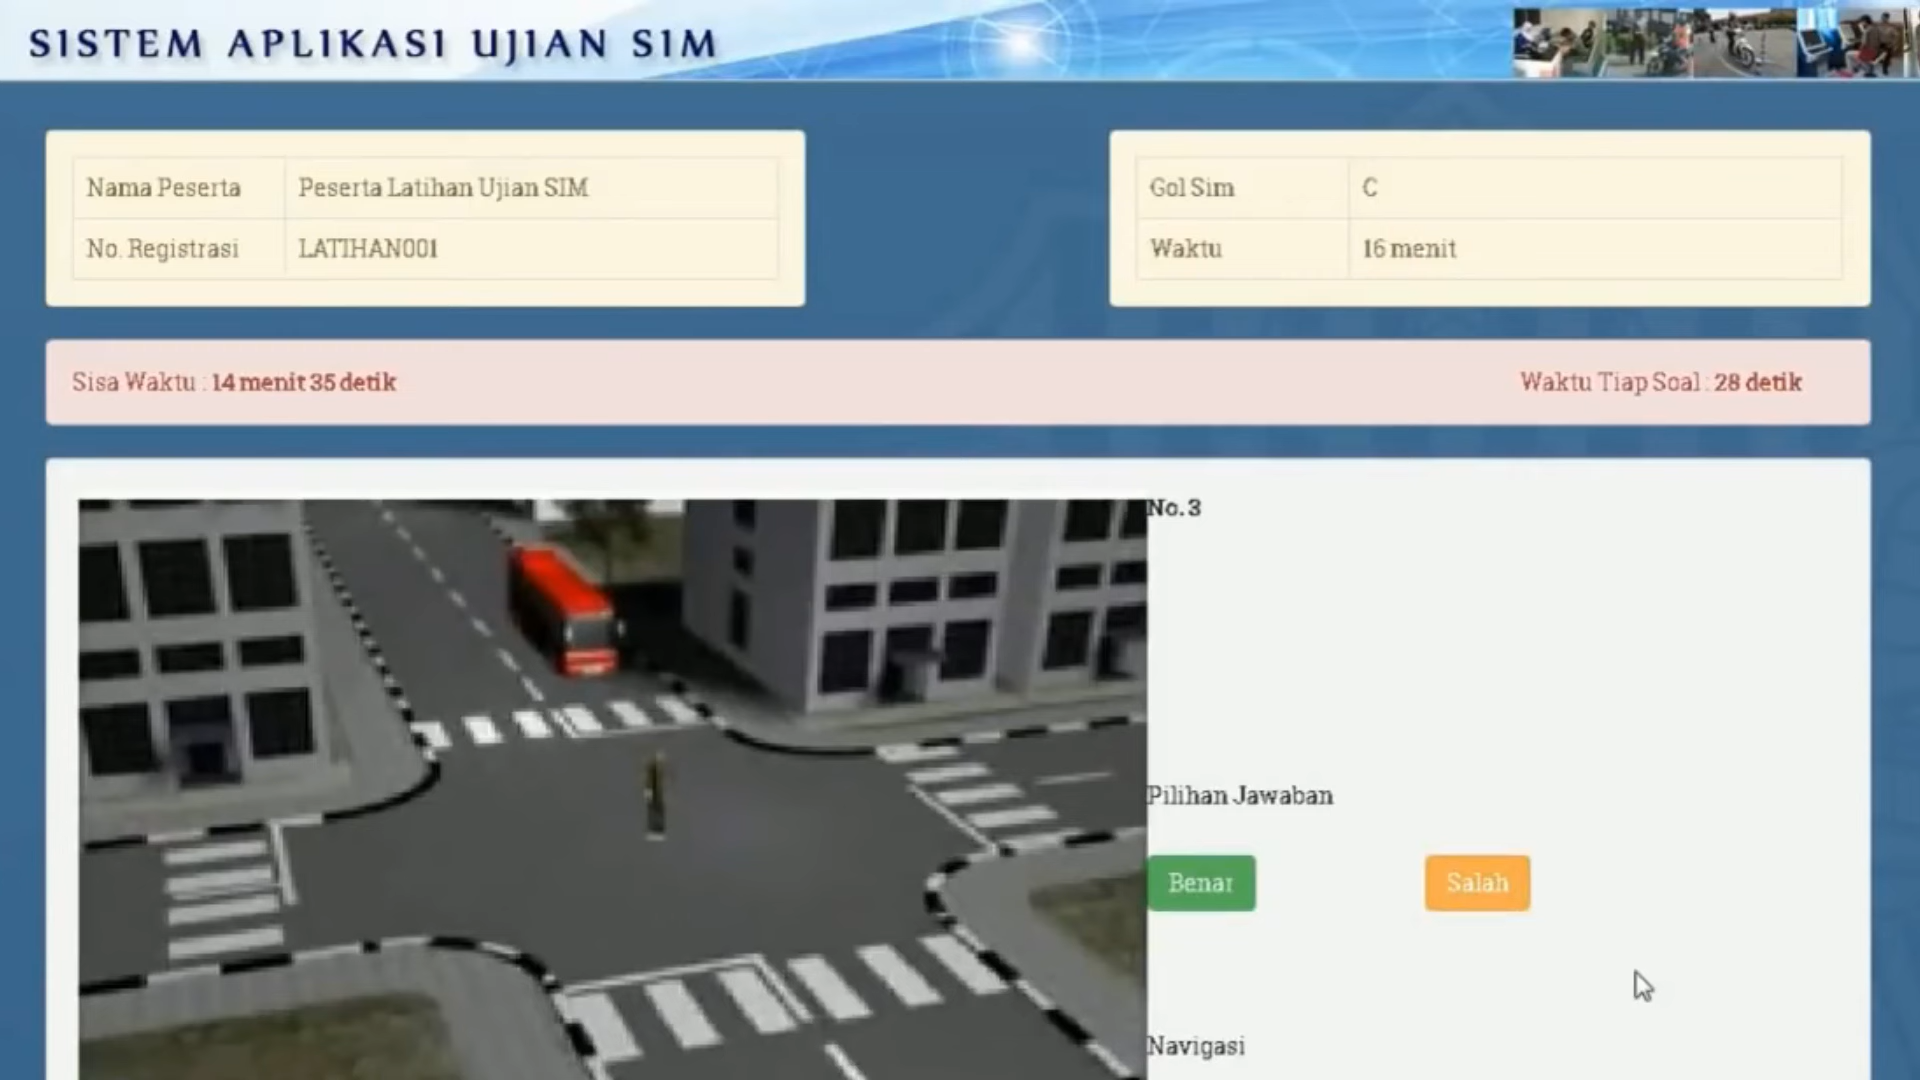 SISTEM APLIKASI UJIAN SIM
Nama Peserta Peserta Latihan Ujian SIM
No. Registrasi LATIHAN001
Gol Sim C
Waktu 16 menit
Sisa Waktu : 14 menit 35 detik
Waktu Tiap Soal : 28 detik
No. 3
Pilihan Jawaban
Benar
Salah
Navigasi